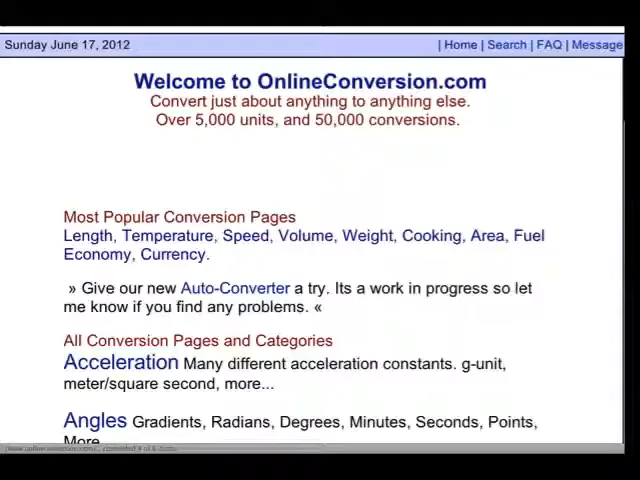 Sunday June 17, 2012 | Home | Search | FAQ | Message
Welcome to OnlineConversion.com
Convert just about anything to anything else.
Over 5,000 units, and 50,000 conversions.
Most Popular Conversion Pages
Length, Temperature, Speed, Volume, Weight, Cooking, Area, Fuel
Economy, Currency.
» Give our new Auto-Converter a try. Its a work in progress so let
me know if you find any problems. «
All Conversion Pages and Categories
Acceleration Many different acceleration constants. g-unit,
meter/square second, more...
Angles Gradients, Radians, Degrees, Minutes, Seconds, Points,
More